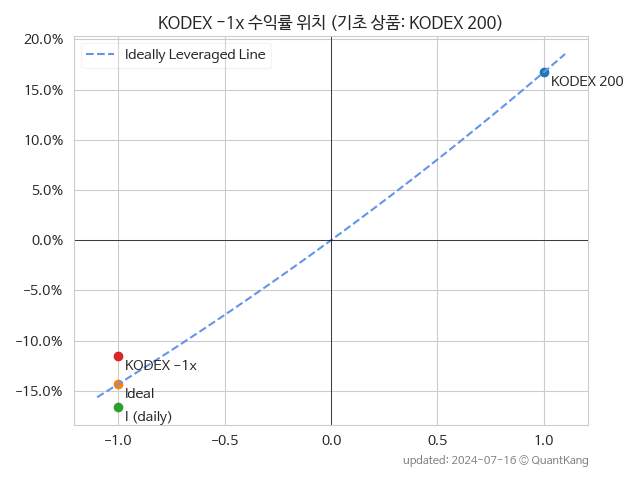 KODEX -1x 수익률 위치 (기초 상품: KODEX 200)
20.0%
Ideally Leveraged Line
15.0%
KODEX 200
10.0%
5.0%
0.0%
-5.0%
-10.0%
KODEX -1x
-15.0%
Ideal
I (daily)
-1.0 -0.5 0.0 0.5 1.0
updated: 2024-07-16 © QuantKang